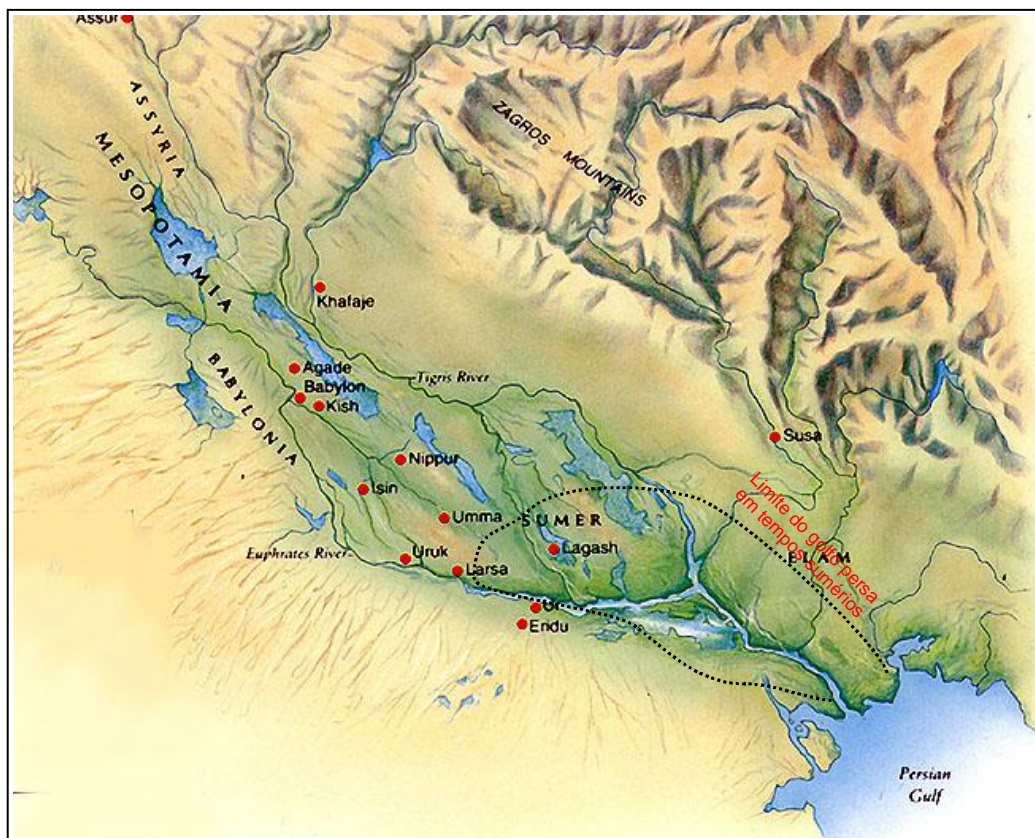 Assur
ASSYRIA
MESOPOTAMIA
ZAGROS
MOUNTAINS
Khafaje
BABYLONIA
Agade
Babylon
Kish
Tigris River
Susa
Nippur
Isin
Umma
SUMER
Lagash
Limite do golfo persa
em tempos sumérios
ELAM
Euphrates River
Uruk
Larsa
Eridu
Persian
Gulf